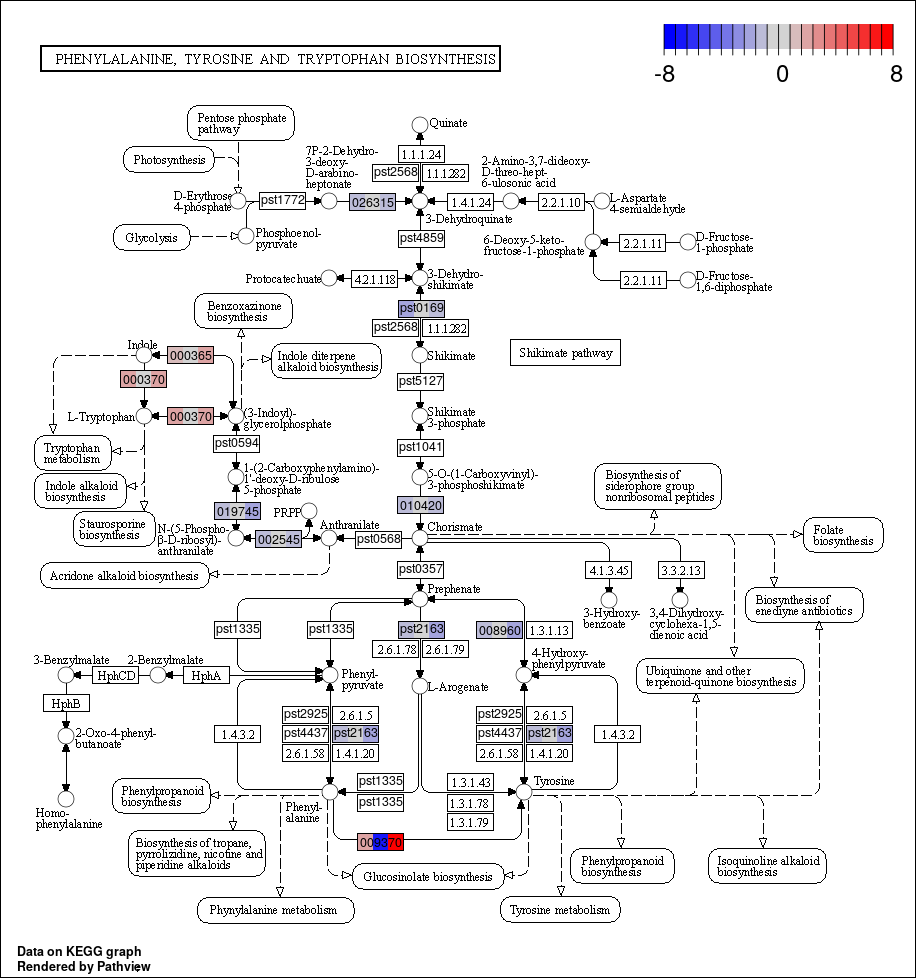 -8
0
8
PHENYLALANINE, TYROSINE AND TRYPTOPHAN BIOSYNTHESIS
Pentose phosphate
pathway
Photosynthesis
Glycolysis
D-Erythrose
4-phosphate
Phosphoenol-
pyruvate
pst1772
7P-2-Dehydro-
3-deoxy-
D-arabino-
heptonate
026315
Quinate
1.1.1.24
pst2568
1.1.1.282
3-Dehydroquinate
1.4.1.24
2-Amino-3,7-dideoxy-
D-threo-hept-
6-ulosonic acid
2.2.1.10
L-Aspartate
4-semialdehyde
6-Deoxy-5-keto-
fructose-1-phosphate
2.2.1.11
D-Fructose-
1-phosphate
2.2.1.11
D-Fructose-
1,6-diphosphate
pst4859
Protocatechuate
4.2.1.118
3-Dehydro-
shikimate
pst0169
pst2568
1.1.1.282
Shikimate
Shikimate pathway
pst5127
Shikimate
3-phosphate
pst1041
5-O-(1-Carboxyvinyl)-
3-phosphoshikimate
010420
Chorismate
Benzoxazinone
biosynthesis
Indole
000365
Indole diterpene
alkaloid biosynthesis
000370
L-Tryptophan
000370
(3-Indoyl)-
glycerolphosphate
Tryptophan
metabolism
pst0594
Indole alkaloid
biosynthesis
1-(2-Carboxyphenylamino)-
1'-deoxy-D-ribulose
5-phosphate
Staurosporine
biosynthesis
019745
PRPP
N-(5-Phospho-
β-D-ribosyl)-
anthranilate
002545
Anthranilate
pst0568
Acridone alkaloid biosynthesis
Biosynthesis of
siderophore group
nonribosomal peptides
Folate
biosynthesis
4.1.3.45
3.3.2.13
3-Hydroxy-
benzoate
3,4-Dihydroxy-
cyclohexa-1,5-
dienoic acid
Biosynthesis of
enediyne antibiotics
Ubiquinone and other
terpenoid-quinone biosynthesis
pst0357
Prephenate
pst1335
pst1335
pst2163
2.6.1.78
2.6.1.79
008960
1.3.1.13
4-Hydroxy-
phenylpyruvate
3-Benzylmalate
2-Benzylmalate
HphCD
HphA
Phenyl-
pyruvate
L-Arogenate
HphB
2-Oxo-4-phenyl-
butanoate
Homo-
phenylalanine
1.4.3.2
pst2925
2.6.1.5
pst4437
pst2163
2.6.1.58
1.4.1.20
pst2925
2.6.1.5
pst4437
pst2163
2.6.1.58
1.4.1.20
1.4.3.2
pst1335
pst1335
1.3.1.43
1.3.1.78
1.3.1.79
Tyrosine
Phenyl-
alanine
Phenylpropanoid
biosynthesis
Biosynthesis of tropane,
pyrrolizidine, nicotine and
piperidine alkaloids
009370
Glucosinolate biosynthesis
Phenylpropanoid
biosynthesis
Isoquinoline alkaloid
biosynthesis
Phynylalanine metabolism
Tyrosine metabolism
Data on KEGG graph
Rendered by Pathview